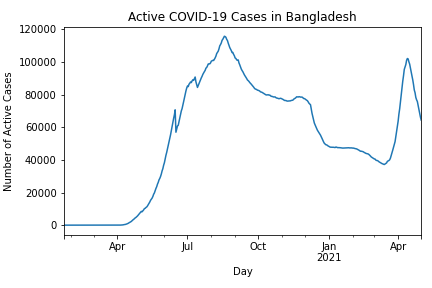 Active COVID-19 Cases in Bangladesh
Number of Active Cases
120000
100000
80000
60000
40000
20000
0
Apr
Jul
Oct
Jan
2021
Apr
Day